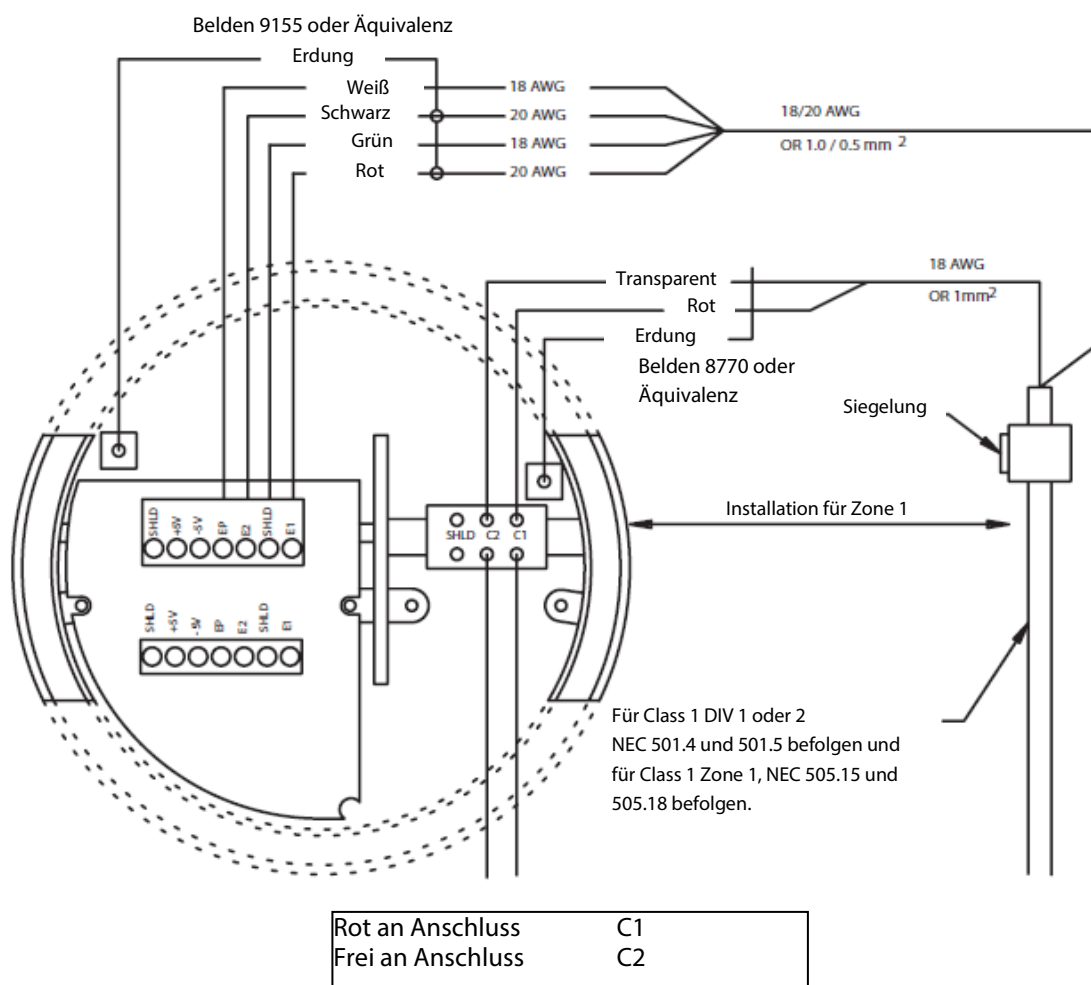 Belden 9155 oder Äquivalenz
Erdung
Weiß 18 AWG
Schwarz 20 AWG
Grün 18 AWG
Rot 20 AWG
18/20 AWG
OR 1.0 / 0.5 mm 2
Transparent
Rot
Erdung
18 AWG
OR 1mm2
Belden 8770 oder
Äquivalenz
Siegelung
Installation für Zone 1
SHLD +5V -5V EP E2 SHLD E1
SHLD C2 C1
SHLD +5V -5V EP E2 SHLD E1
Für Class 1 DIV 1 oder 2
NEC 501.4 und 501.5 befolgen und
für Class 1 Zone 1, NEC 505.15 und
505.18 befolgen.
Rot an Anschluss C1
Frei an Anschluss C2